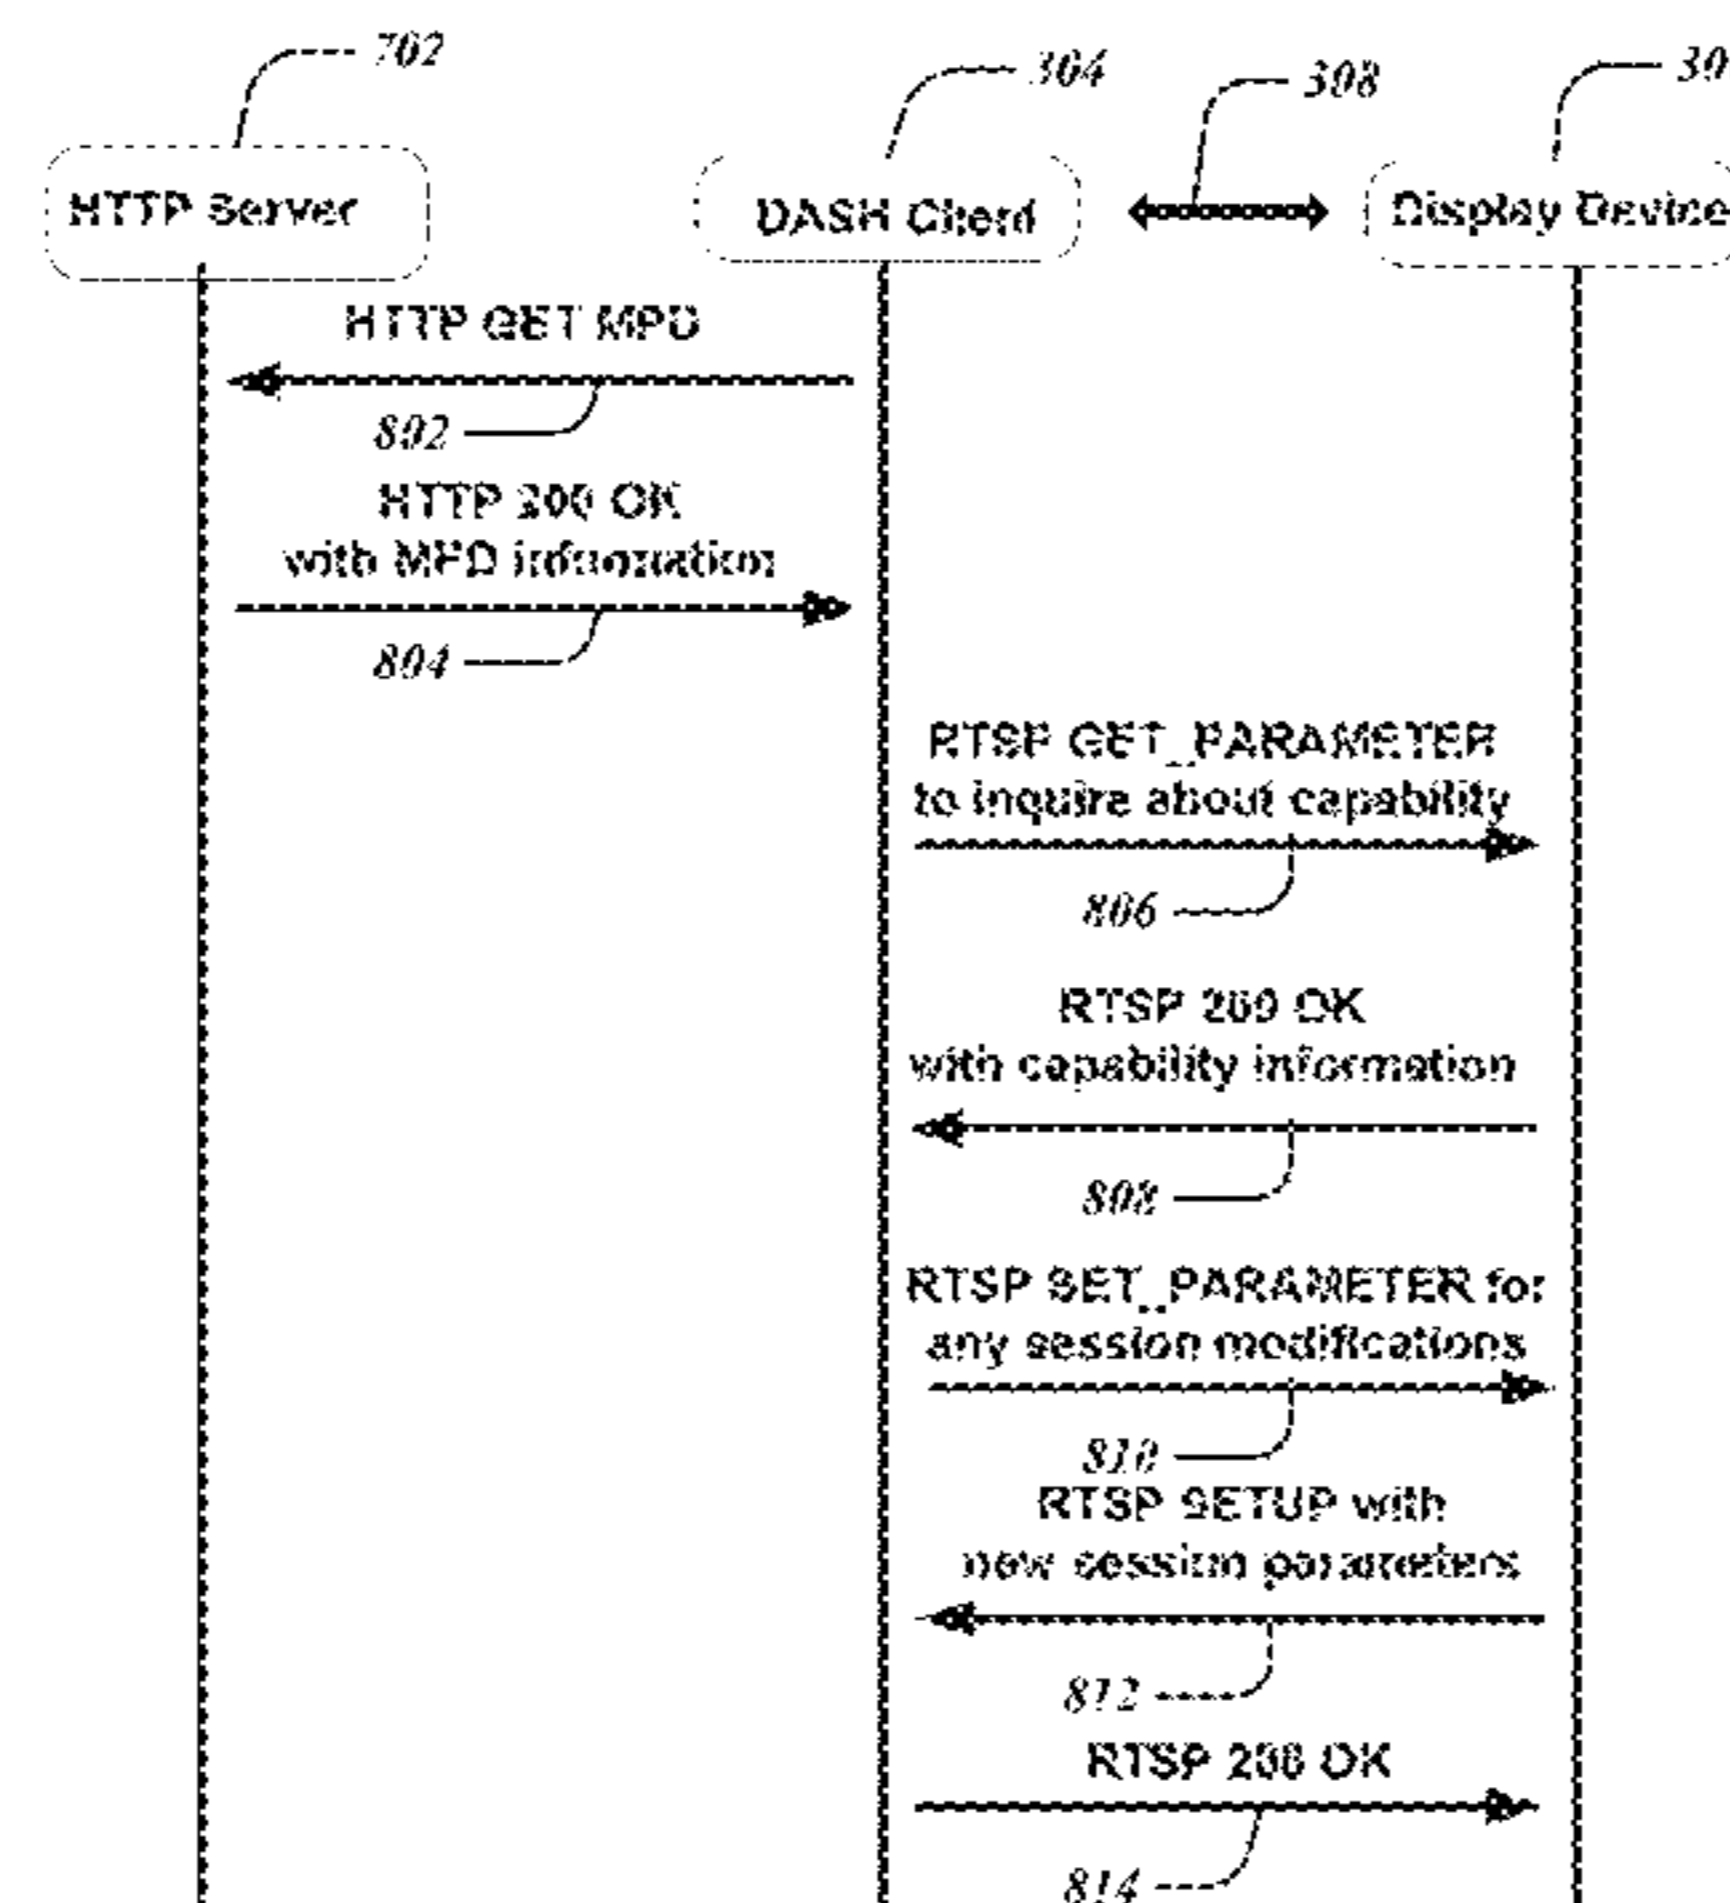 702
304
308
30
HTTP Server
DASH Client
Display Device
HTTP GET MPD
802
HTTP 200 OK
with MPD information
804
RTSP GET_PARAMETER
to inquire about capability
806
RTSP 200 OK
with capability information
808
RTSP SET_PARAMETER for
any session modifications
810
RTSP SETUP with
new session parameters
812
RTSP 200 OK
814